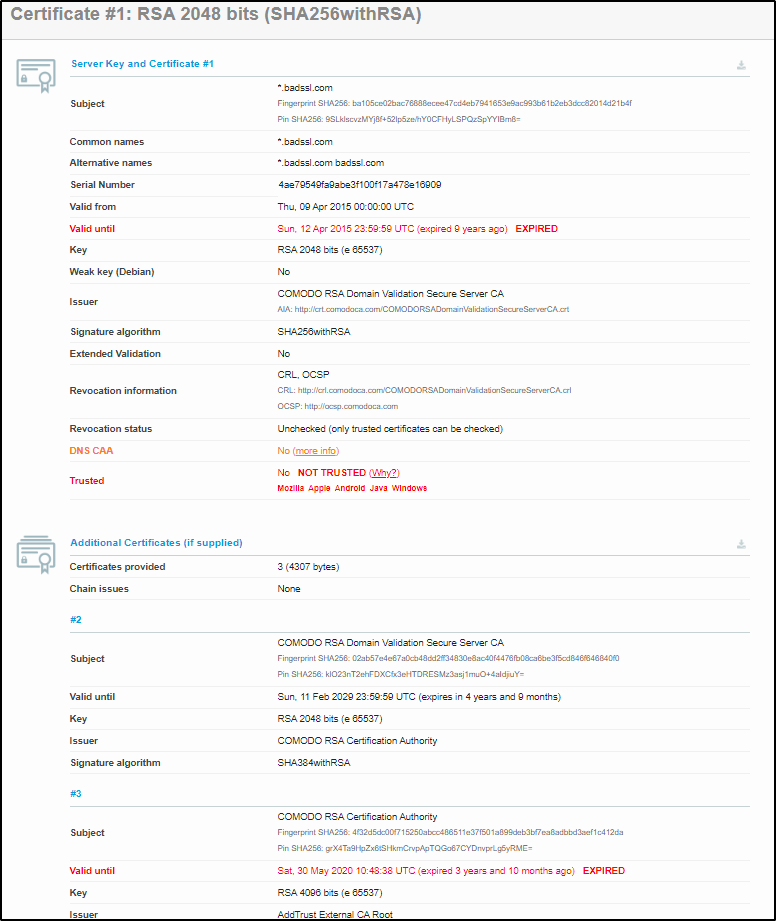 Certificate #1: RSA 2048 bits (SHA256withRSA)
Server Key and Certificate #1
Subject
*.badssl.com
Fingerprint SHA256: ba105ce02bac76888ecee47cd4eb7941653e9ac993b61b2eb3dcc82014d21b4f
Pin SHA256: 9SLklscvzMYj8f+52lp5ze/hY0CFHyLSPQzSpYYIBm8=
Common names *.badssl.com
Alternative names *.badssl.com badssl.com
Serial Number 4ae79549fa9abe3f100f17a478e16909
Valid from Thu, 09 Apr 2015 00:00:00 UTC
Valid until Sun, 12 Apr 2015 23:59:59 UTC (expired 9 years ago) EXPIRED
Key RSA 2048 bits (e 65537)
Weak key (Debian) No
Issuer
COMODO RSA Domain Validation Secure Server CA
AIA: http://crt.comodoca.com/COMODORSADomainValidationSecureServerCA.crt
Signature algorithm SHA256withRSA
Extended Validation No
Revocation information
CRL, OCSP
CRL: http://crl.comodoca.com/COMODORSADomainValidationSecureServerCA.crl
OCSP: http://ocsp.comodoca.com
Revocation status Unchecked (only trusted certificates can be checked)
DNS CAA No (more info)
Trusted
No NOT TRUSTED (Why?)
Mozilla Apple Android Java Windows
Additional Certificates (if supplied)
Certificates provided 3 (4307 bytes)
Chain issues None
#2
Subject
COMODO RSA Domain Validation Secure Server CA
Fingerprint SHA256: 02ab57e4e67a0cb48dd2ff34830e8ac40f4476fb08ca6be3f5cd846f646840f0
Pin SHA256: klO23nT2ehFDXCfx3eHTDRESMz3asj1muO+4aIdjiuY=
Valid until Sun, 11 Feb 2029 23:59:59 UTC (expires in 4 years and 9 months)
Key RSA 2048 bits (e 65537)
Issuer COMODO RSA Certification Authority
Signature algorithm SHA384withRSA
#3
Subject
COMODO RSA Certification Authority
Fingerprint SHA256: 4f32d5dc00f715250abcc486511e37f501a899deb3bf7ea8adbbd3aef1c412da
Pin SHA256: grX4Ta9HpZx6tSHkmCrvpApTQGo67CYDnvprLg5yRME=
Valid until Sat, 30 May 2020 10:48:38 UTC (expired 3 years and 10 months ago) EXPIRED
Key RSA 4096 bits (e 65537)
Issuer AddTrust External CA Root